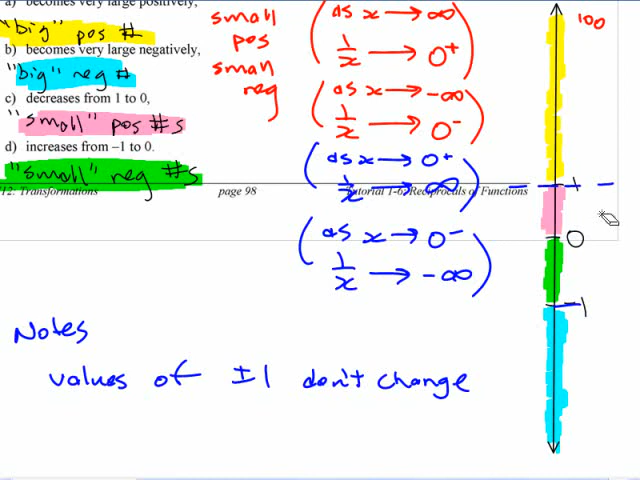 a) becomes very large positively,
"big" pos #
b) becomes very large negatively,
"big" neg #
c) decreases from 1 to 0,
"small" pos #s
d) increases from –1 to 0.
"small" neg #s
small
pos
small
neg
(as x → ∞
1/x → 0⁺)
(as x → -∞
1/x → 0⁻)
(as x → 0⁺
1/x → ∞)
(as x → 0⁻
1/x → -∞)
12: Transformations page 98 Tutorial 1-6: Reciprocals of Functions
100
1
0
-1
Notes
values of ±1 don't change